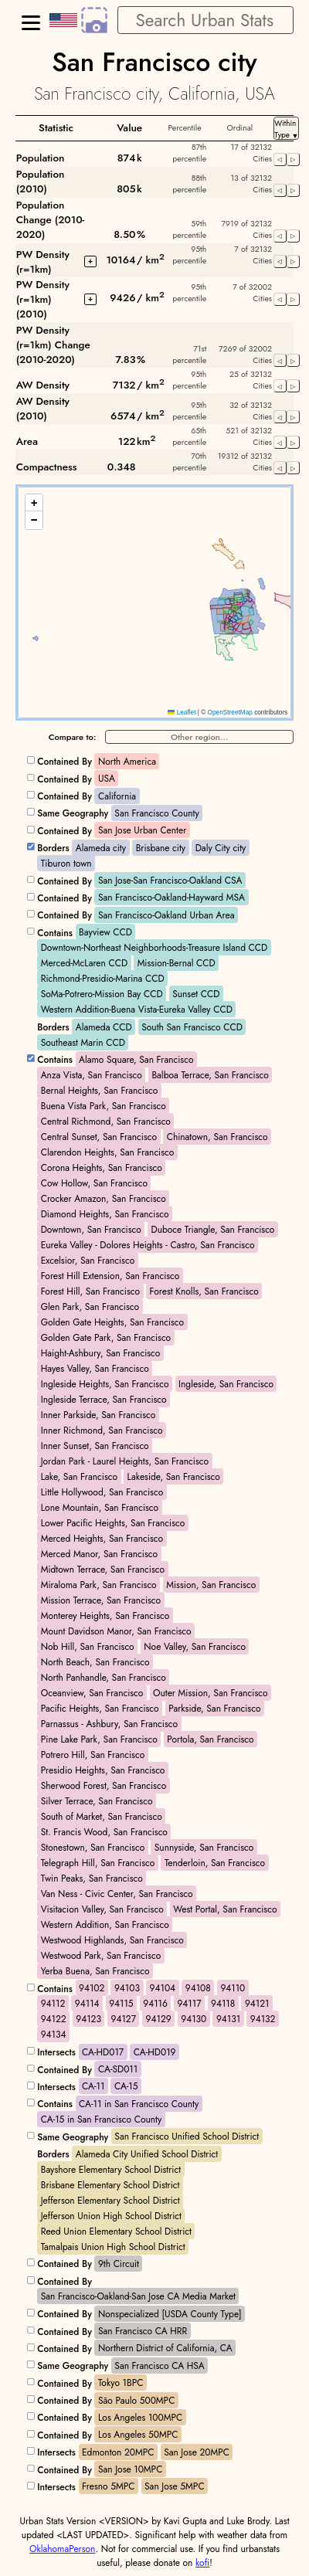 Search Urban Stats
San Francisco city
San Francisco city, California, USA
Statistic Value Percentile Ordinal Within Type ▼
Population 874k 87th percentile 17 of 32132 Cities ◁ ▷
Population (2010) 805k 88th percentile 13 of 32132 Cities ◁ ▷
Population Change (2010-2020) 8.50% 59th percentile 7919 of 32132 Cities ◁ ▷
PW Density (r=1km) + 10164/ km2 95th percentile 7 of 32132 Cities ◁ ▷
PW Density (r=1km) (2010) + 9426/ km2 95th percentile 7 of 32002 Cities ◁ ▷
PW Density (r=1km) Change (2010-2020) 7.83% 71st percentile 7269 of 32002 Cities ◁ ▷
AW Density 7132/ km2 95th percentile 25 of 32132 Cities ◁ ▷
AW Density (2010) 6574/ km2 95th percentile 32 of 32132 Cities ◁ ▷
Area 122km2 65th percentile 521 of 32132 Cities ◁ ▷
Compactness 0.348 70th percentile 19312 of 32132 Cities ◁ ▷
+
−
Leaflet | © OpenStreetMap contributors
Compare to: Other region...
Contained By North America
Contained By USA
Contained By California
Same Geography San Francisco County
Contained By San Jose Urban Center
Borders Alameda city Brisbane city Daly City city
Tiburon town
Contained By San Jose-San Francisco-Oakland CSA
Contained By San Francisco-Oakland-Hayward MSA
Contained By San Francisco-Oakland Urban Area
Contains Bayview CCD
Downtown-Northeast Neighborhoods-Treasure Island CCD
Merced-McLaren CCD Mission-Bernal CCD
Richmond-Presidio-Marina CCD
SoMa-Potrero-Mission Bay CCD Sunset CCD
Western Addition-Buena Vista-Eureka Valley CCD
Borders Alameda CCD South San Francisco CCD
Southeast Marin CCD
Contains Alamo Square, San Francisco
Anza Vista, San Francisco Balboa Terrace, San Francisco
Bernal Heights, San Francisco
Buena Vista Park, San Francisco
Central Richmond, San Francisco
Central Sunset, San Francisco Chinatown, San Francisco
Clarendon Heights, San Francisco
Corona Heights, San Francisco
Cow Hollow, San Francisco
Crocker Amazon, San Francisco
Diamond Heights, San Francisco
Downtown, San Francisco Duboce Triangle, San Francisco
Eureka Valley - Dolores Heights - Castro, San Francisco
Excelsior, San Francisco
Forest Hill Extension, San Francisco
Forest Hill, San Francisco Forest Knolls, San Francisco
Glen Park, San Francisco
Golden Gate Heights, San Francisco
Golden Gate Park, San Francisco
Haight-Ashbury, San Francisco
Hayes Valley, San Francisco
Ingleside Heights, San Francisco Ingleside, San Francisco
Ingleside Terrace, San Francisco
Inner Parkside, San Francisco
Inner Richmond, San Francisco
Inner Sunset, San Francisco
Jordan Park - Laurel Heights, San Francisco
Lake, San Francisco Lakeside, San Francisco
Little Hollywood, San Francisco
Lone Mountain, San Francisco
Lower Pacific Heights, San Francisco
Merced Heights, San Francisco
Merced Manor, San Francisco
Midtown Terrace, San Francisco
Miraloma Park, San Francisco Mission, San Francisco
Mission Terrace, San Francisco
Monterey Heights, San Francisco
Mount Davidson Manor, San Francisco
Nob Hill, San Francisco Noe Valley, San Francisco
North Beach, San Francisco
North Panhandle, San Francisco
Oceanview, San Francisco Outer Mission, San Francisco
Pacific Heights, San Francisco Parkside, San Francisco
Parnassus - Ashbury, San Francisco
Pine Lake Park, San Francisco Portola, San Francisco
Potrero Hill, San Francisco
Presidio Heights, San Francisco
Sherwood Forest, San Francisco
Silver Terrace, San Francisco
South of Market, San Francisco
St. Francis Wood, San Francisco
Stonestown, San Francisco Sunnyside, San Francisco
Telegraph Hill, San Francisco Tenderloin, San Francisco
Twin Peaks, San Francisco
Van Ness - Civic Center, San Francisco
Visitacion Valley, San Francisco West Portal, San Francisco
Western Addition, San Francisco
Westwood Highlands, San Francisco
Westwood Park, San Francisco
Yerba Buena, San Francisco
Contains 94102 94103 94104 94108 94110
94112 94114 94115 94116 94117 94118 94121
94122 94123 94127 94129 94130 94131 94132
94134
Intersects CA-HD017 CA-HD019
Contained By CA-SD011
Intersects CA-11 CA-15
Contains CA-11 in San Francisco County
CA-15 in San Francisco County
Same Geography San Francisco Unified School District
Borders Alameda City Unified School District
Bayshore Elementary School District
Brisbane Elementary School District
Jefferson Elementary School District
Jefferson Union High School District
Reed Union Elementary School District
Tamalpais Union High School District
Contained By 9th Circuit
Contained By
San Francisco-Oakland-San Jose CA Media Market
Contained By Nonspecialized [USDA County Type]
Contained By San Francisco CA HRR
Contained By Northern District of California, CA
Same Geography San Francisco CA HSA
Contained By Tokyo 1BPC
Contained By São Paulo 500MPC
Contained By Los Angeles 100MPC
Contained By Los Angeles 50MPC
Intersects Edmonton 20MPC San Jose 20MPC
Contained By San Jose 10MPC
Intersects Fresno 5MPC San Jose 5MPC
Urban Stats Version <VERSION> by Kavi Gupta and Luke Brody. Last
updated <LAST UPDATED>. Significant help with weather data from
OklahomaPerson. Not for commercial use. If you find urbanstats
useful, please donate on kofi!